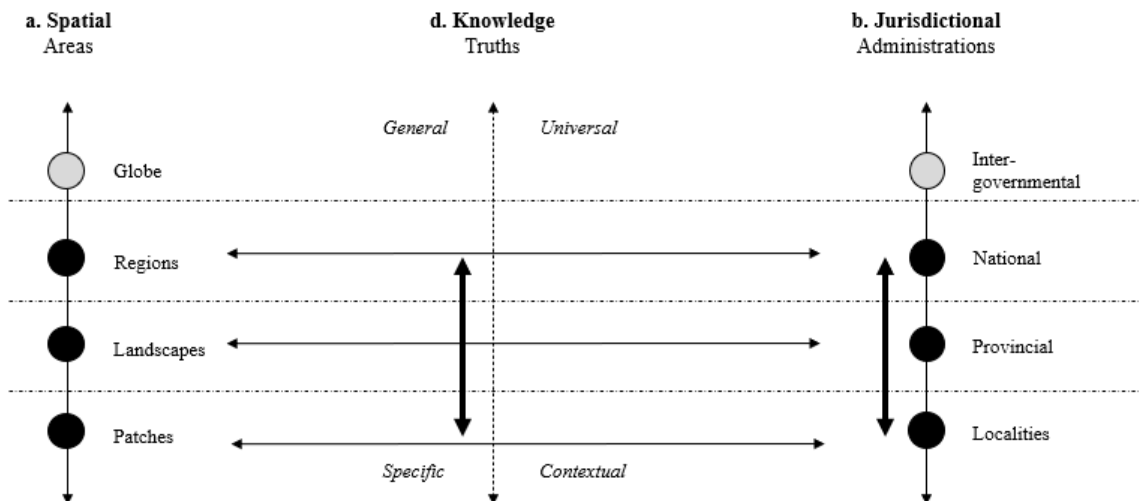 a. Spatial
Areas
d. Knowledge
Truths
b. Jurisdictional
Administrations
General
Universal
Globe
Inter-
governmental
Regions
National
Landscapes
Provincial
Patches
Localities
Specific
Contextual